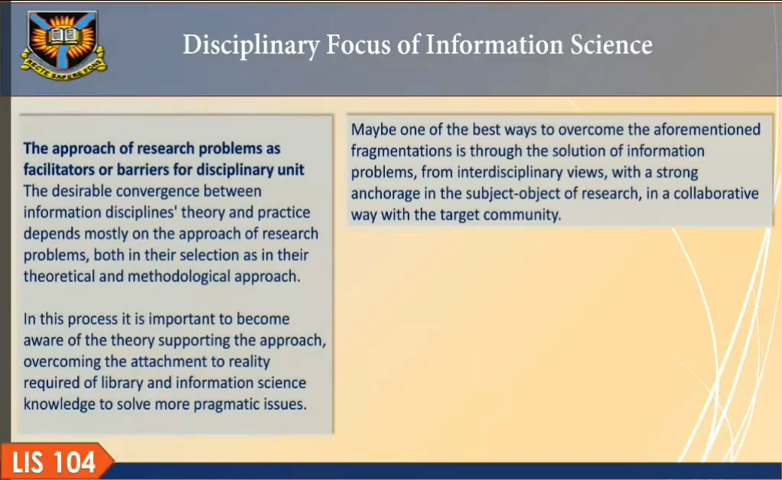 Disciplinary Focus of Information Science
The approach of research problems as
facilitators or barriers for disciplinary unit
The desirable convergence between
information disciplines' theory and practice
depends mostly on the approach of research
problems, both in their selection as in their
theoretical and methodological approach.
In this process it is important to become
aware of the theory supporting the approach,
overcoming the attachment to reality
required of library and information science
knowledge to solve more pragmatic issues.
Maybe one of the best ways to overcome the aforementioned
fragmentations is through the solution of information
problems, from interdisciplinary views, with a strong
anchorage in the subject-object of research, in a collaborative
way with the target community.
LIS 104